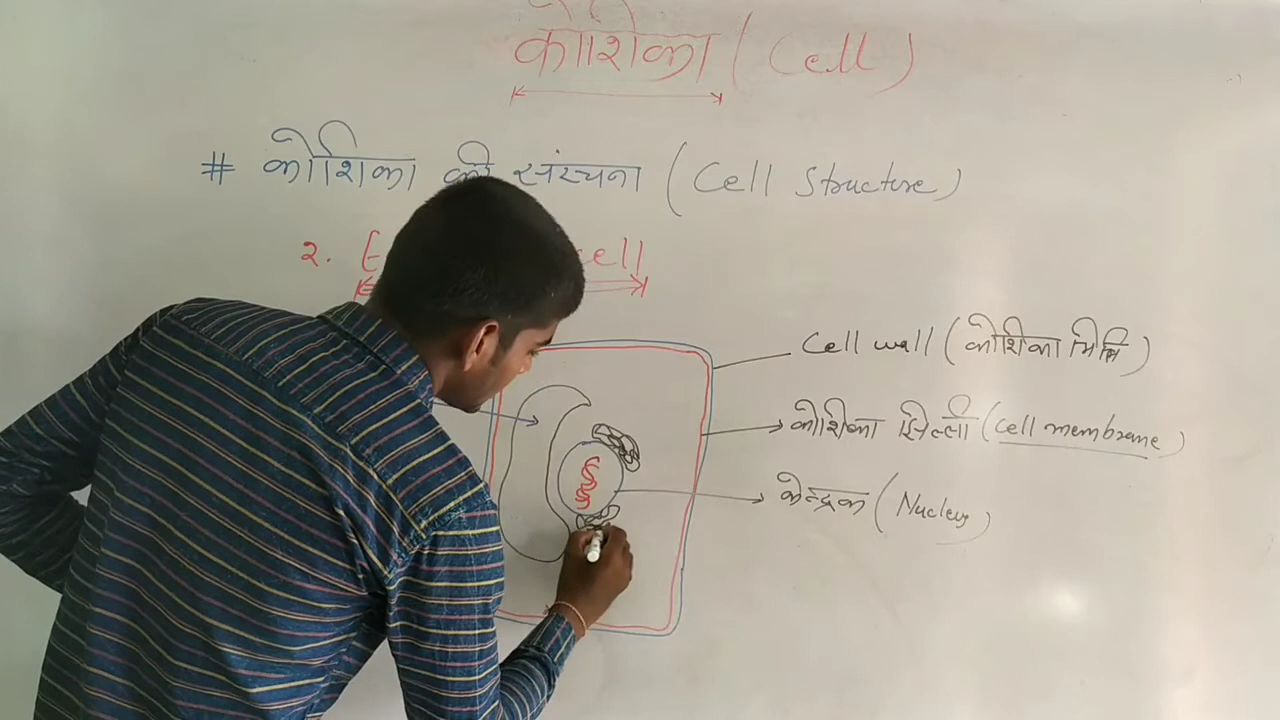 कोशिका (Cell)
# कोशिका की संरचना (Cell Structure)
2. E cell
Cell wall (कोशिका भित्ति)
कोशिका झिल्ली (Cell membrane)
केन्द्रक (Nucleus)